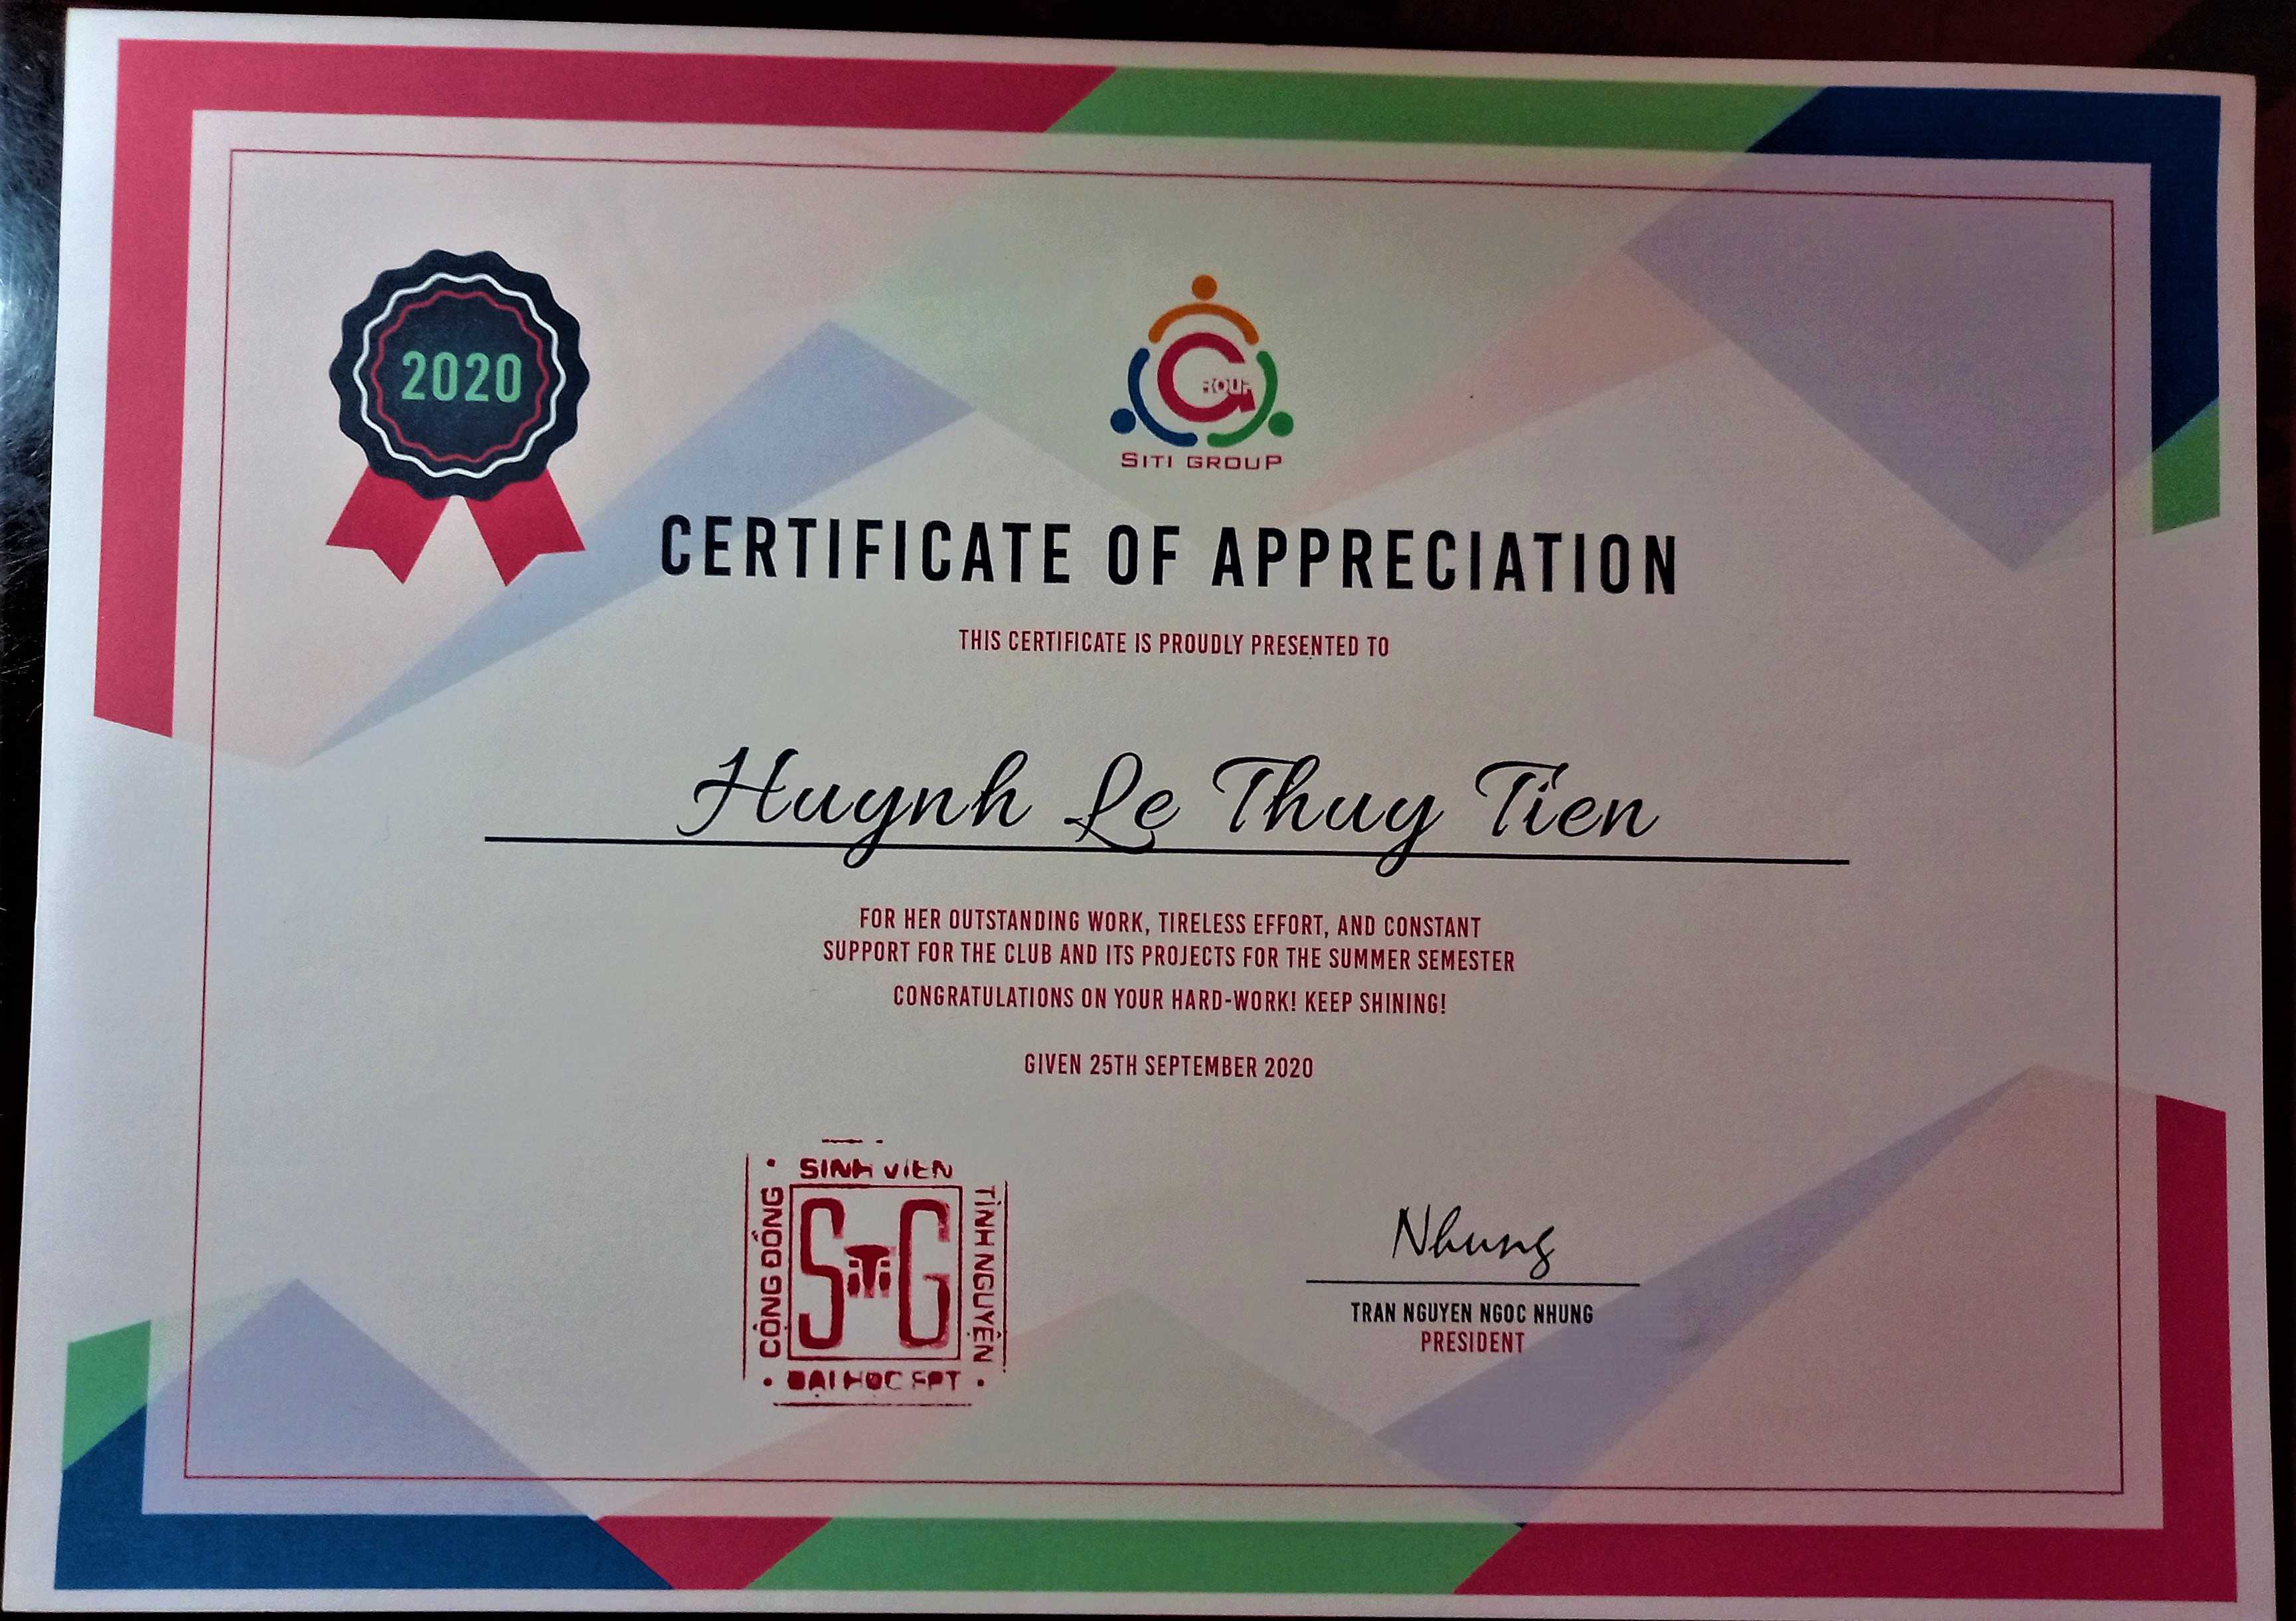 2020
GROUP
SITI GROUP
CERTIFICATE OF APPRECIATION
THIS CERTIFICATE IS PROUDLY PRESENTED TO
Huynh Le Thuy Tien
FOR HER OUTSTANDING WORK, TIRELESS EFFORT, AND CONSTANT
SUPPORT FOR THE CLUB AND ITS PROJECTS FOR THE SUMMER SEMESTER
CONGRATULATIONS ON YOUR HARD-WORK! KEEP SHINING!
GIVEN 25TH SEPTEMBER 2020
SINH VIÊN
CỘNG ĐỒNG
SiTiG
TÌNH NGUYỆN
ĐẠI HỌC FPT
Nhung
TRAN NGUYEN NGOC NHUNG
PRESIDENT